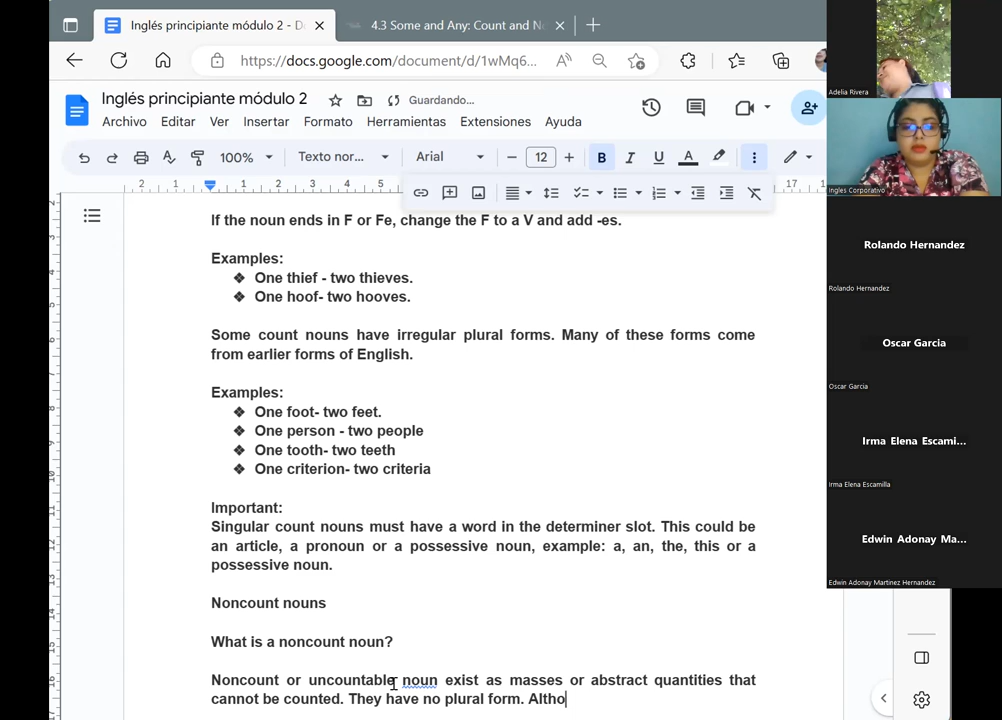 Inglés principiante módulo 2 - D
4.3 Some and Any: Count and N
https://docs.google.com/document/d/1wMq6...
Inglés principiante módulo 2
Guardando...
Archivo Editar Ver Insertar Formato Herramientas Extensiones Ayuda
100% Texto nor... Arial 12
2 1 1 2 3 4 5 17
If the noun ends in F or Fe, change the F to a V and add -es.
Examples:
❖ One thief - two thieves.
❖ One hoof- two hooves.
Some count nouns have irregular plural forms. Many of these forms come
from earlier forms of English.
Examples:
❖ One foot- two feet.
❖ One person - two people
❖ One tooth- two teeth
❖ One criterion- two criteria
Important:
Singular count nouns must have a word in the determiner slot. This could be
an article, a pronoun or a possessive noun, example: a, an, the, this or a
possessive noun.
Noncount nouns
What is a noncount noun?
Noncount or uncountable noun exist as masses or abstract quantities that
cannot be counted. They have no plural form. Altho
Adelia Rivera
Ingles Corporativo
Rolando Hernandez
Rolando Hernandez
Oscar Garcia
Oscar Garcia
Irma Elena Escami...
Irma Elena Escamilla
Edwin Adonay Ma...
Edwin Adonay Martinez Hernandez